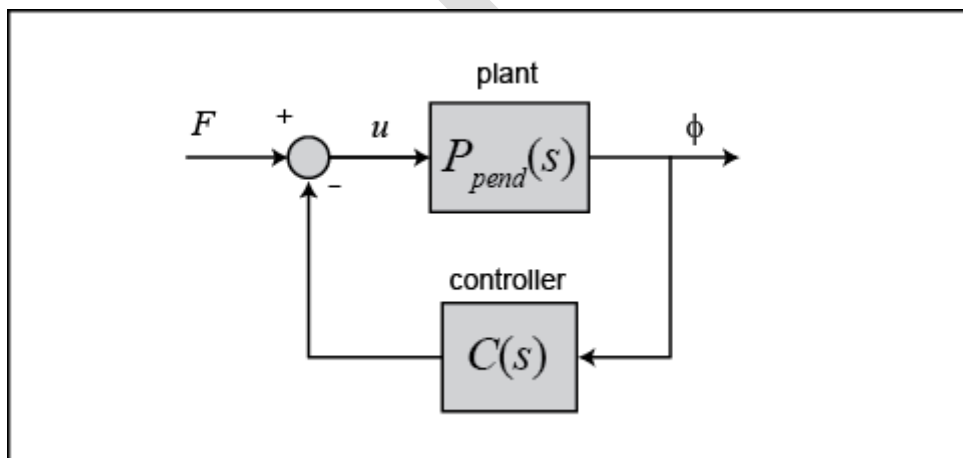 plant
+
F
u
P_pend(s)
ϕ
−
controller
C(s)